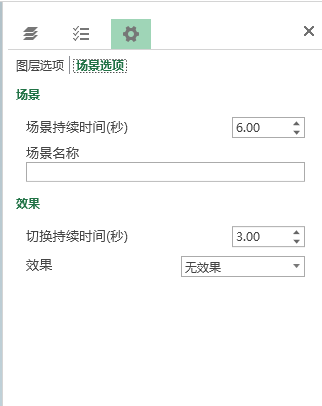 图层选项 场景选项
场景
场景持续时间(秒) 6.00
场景名称
效果
切换持续时间(秒) 3.00
效果 无效果